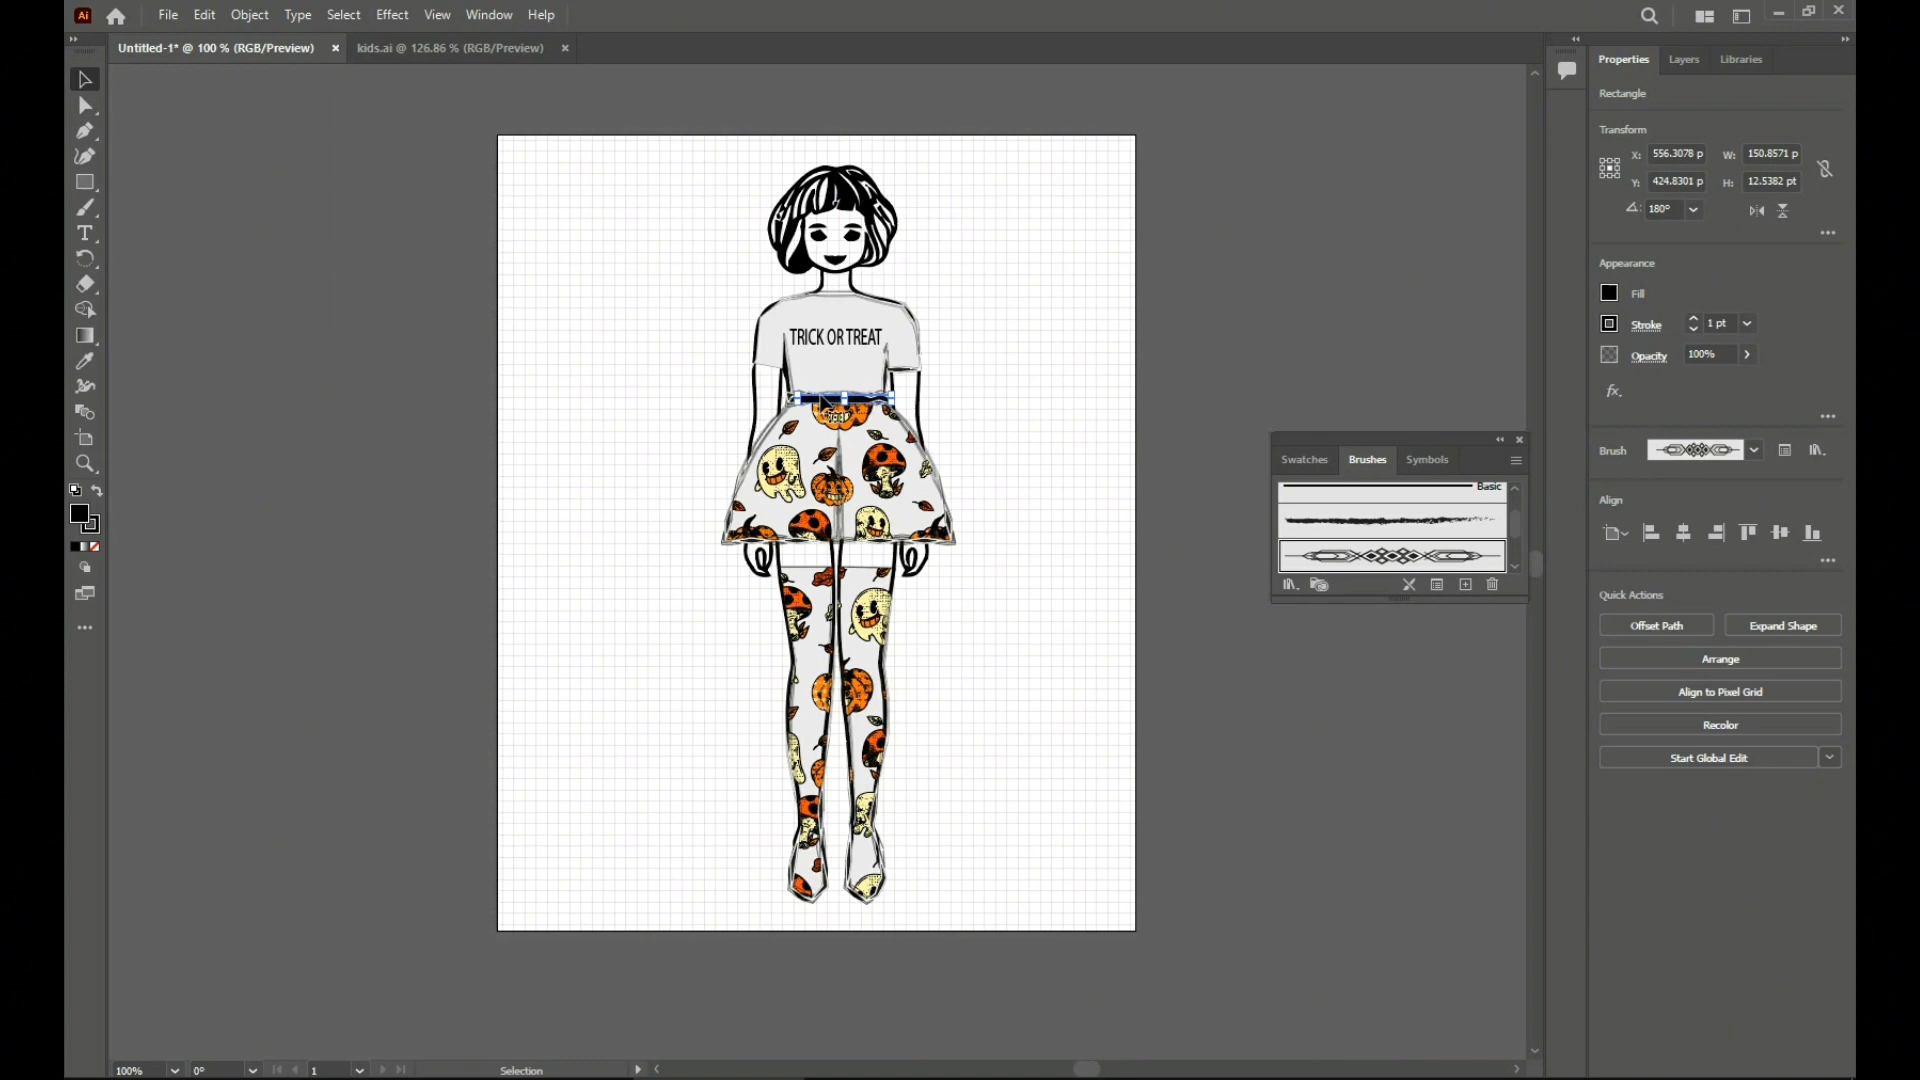 Ai File Edit Object Type Select Effect View Window Help
Untitled-1* @ 100 % (RGB/Preview) kids.ai @ 126.86 % (RGB/Preview)
Properties Layers Libraries
Rectangle
Transform
X: 556.3078 p W: 150.8571 p
Y: 424.8301 p H: 12.5382 pt
180°
Appearance
Fill
Stroke 1 pt
Opacity 100%
fx.
TRICK OR TREAT
Swatches Brushes Symbols
Basic
Brush
Align
Quick Actions
Offset Path Expand Shape
Arrange
Align to Pixel Grid
Recolor
Start Global Edit
100% 0° 1 Selection